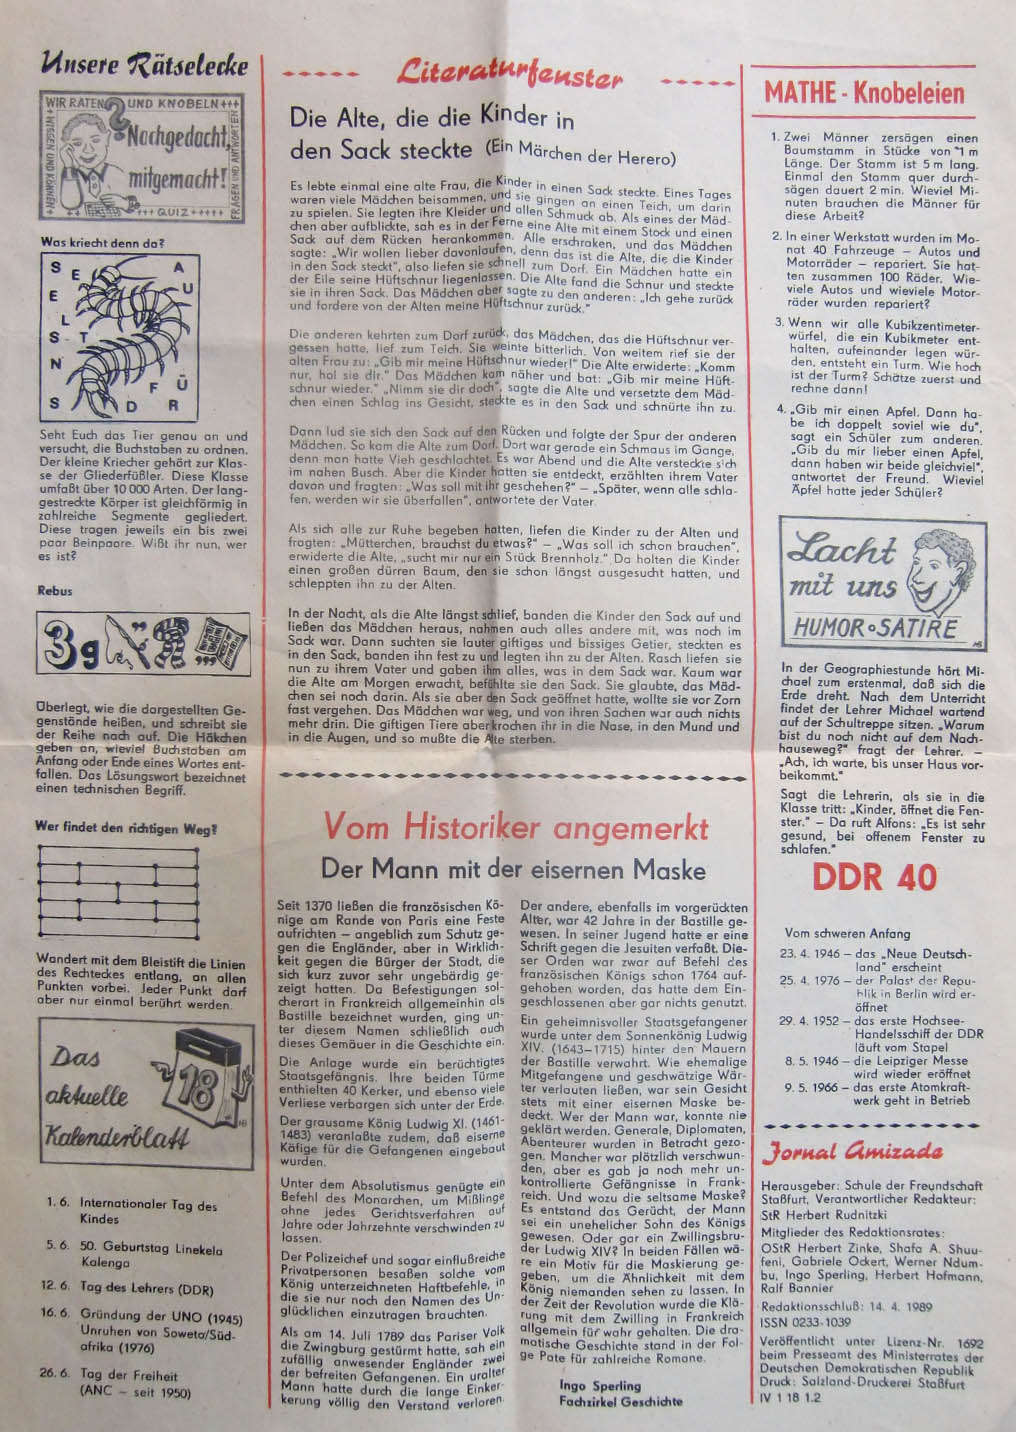 Unsere Rätselecke
WIR RATEN UND KNOBELN +++
WISSEN UND KÖNNEN
Nachgedacht,
mitgemacht!
FRAGEN UND ANTWORTEN
+++ QUIZ +++++
Was kriecht denn da?
S E A
E U
E L
S T
N
S D F R Ü
Seht Euch das Tier genau an und
versucht, die Buchstaben zu ordnen.
Der kleine Kriecher gehört zur Klas-
se der Gliederfüßler. Diese Klasse
umfaßt über 10 000 Arten. Der lang-
gestreckte Körper ist gleichförmig in
zahlreiche Segmente gegliedert.
Diese tragen jeweils ein bis zwei
paar Beinpaare. Wißt ihr nun, wer
es ist?
Rebus
3 g
Überlegt, wie die dargestellten Ge-
genstände heißen, und schreibt sie
der Reihe nach auf. Die Häkchen
geben an, wieviel Buchstaben am
Anfang oder Ende eines Wortes ent-
fallen. Das Lösungswort bezeichnet
einen technischen Begriff.
Wer findet den richtigen Weg?
Wandert mit dem Bleistift die Linien
des Rechteckes entlang, an allen
Punkten vorbei. Jeder Punkt darf
aber nur einmal berührt werden.
Das
aktuelle
Kalenderblatt
18
1. 6. Internationaler Tag des
Kindes
5. 6. 50. Geburtstag Linekela
Kalenga
12. 6. Tag des Lehrers (DDR)
16. 6. Gründung der UNO (1945)
Unruhen von Soweto/Süd-
afrika (1976)
26. 6. Tag der Freiheit
(ANC – seit 1950)
Literaturfenster
Die Alte, die die Kinder in
den Sack steckte (Ein Märchen der Herero)
Es lebte einmal eine alte Frau, die Kinder in einen Sack steckte. Eines Tages
waren viele Mädchen beisammen, und sie gingen an einen Teich, um darin
zu spielen. Sie legten ihre Kleider und allen Schmuck ab. Als eines der Mäd-
chen aber aufblickte, sah es in der Ferne eine Alte mit einem Stock und einen
Sack auf dem Rücken herankommen. Alle erschraken, und das Mädchen
sagte: „Wir wollen lieber davonlaufen, denn das ist die Alte, die die Kinder
in den Sack steckt", also liefen sie schnell zum Dorf. Ein Mädchen hatte ein
der Eile seine Hüftschnur liegenlassen. Die Alte fand die Schnur und steckte
sie in ihren Sack. Das Mädchen aber sagte zu den anderen: „Ich gehe zurück
und fordere von der Alten meine Hüftschnur zurück."
Die anderen kehrten zum Dorf zurück, das Mädchen, das die Hüftschnur ver-
gessen hatte, lief zum Teich. Sie weinte bitterlich. Von weitem rief sie der
alten Frau zu: „Gib mir meine Hüftschnur wieder!" Die Alte erwiderte: „Komm
nur, hol sie dir." Das Mädchen kam näher und bat: „Gib mir meine Hüft-
schnur wieder." „Nimm sie dir doch", sagte die Alte und versetzte dem Mäd-
chen einen Schlag ins Gesicht, steckte es in den Sack und schnürte ihn zu.
Dann lud sie sich den Sack auf den Rücken und folgte der Spur der anderen
Mädchen. So kam die Alte zum Dorf. Dort war gerade ein Schmaus im Gange,
denn man hatte Vieh geschlachtet. Es war Abend und die Alte versteckte sich
im nahen Busch. Aber die Kinder hatten sie entdeckt, erzählten ihrem Vater
davon und fragten: „Was soll mit ihr geschehen?" – „Später, wenn alle schla-
fen, werden wir sie überfallen", antwortete der Vater.
Als sich alle zur Ruhe begeben hatten, liefen die Kinder zu der Alten und
fragten: „Mütterchen, brauchst du etwas?" – „Was soll ich schon brauchen",
erwiderte die Alte, „sucht mir nur ein Stück Brennholz." Da holten die Kinder
einen großen dürren Baum, den sie schon längst ausgesucht hatten, und
schleppten ihn zu der Alten.
In der Nacht, als die Alte längst schlief, banden die Kinder den Sack auf und
ließen das Mädchen heraus, nahmen auch alles andere mit, was noch im
Sack war. Dann suchten sie lauter giftiges und bissiges Getier, steckten es
in den Sack, banden ihn fest zu und legten ihn zu der Alten. Rasch liefen sie
nun zu ihrem Vater und gaben ihm alles, was in dem Sack war. Kaum war
die Alte am Morgen erwacht, befühlte sie den Sack. Sie glaubte, das Mäd-
chen sei noch darin. Als sie aber den Sack geöffnet hatte, wollte sie vor Zorn
fast vergehen. Das Mädchen war weg, und von ihren Sachen war auch nichts
mehr drin. Die giftigen Tiere aber krochen ihr in die Nase, in den Mund und
in die Augen, und so mußte die Alte sterben.
Vom Historiker angemerkt
Der Mann mit der eisernen Maske
Seit 1370 ließen die französischen Kö-
nige am Rande von Paris eine Feste
aufrichten – angeblich zum Schutz ge-
gen die Engländer, aber in Wirklich-
keit gegen die Bürger der Stadt, die
sich kurz zuvor sehr ungebärdig ge-
zeigt hatten. Da Befestigungen sol-
cherart in Frankreich allgemeinhin als
Bastille bezeichnet wurden, ging un-
ter diesem Namen schließlich auch
dieses Gemäuer in die Geschichte ein.
Die Anlage wurde ein berüchtigtes
Staatsgefängnis. Ihre beiden Türme
enthielten 40 Kerker, und ebenso viele
Verliese verbargen sich unter der Erde.
Der grausame König Ludwig XI. (1461-
1483) veranlaßte zudem, daß eiserne
Käfige für die Gefangenen eingebaut
wurden.
Unter dem Absolutismus genügte ein
Befehl des Monarchen, um Mißlinge
ohne jedes Gerichtsverfahren auf
Jahre oder Jahrzehnte verschwinden zu
lassen.
Der Polizeichef und sogar einflußreiche
Privatpersonen besaßen solche vom
König unterzeichneten Haftbefehle, in
die sie nur noch den Namen des Un-
glücklichen einzutragen brauchten.
Als am 14. Juli 1789 das Pariser Volk
die Zwingburg gestürmt hatte, sah ein
zufällig anwesender Engländer zwei
der befreiten Gefangenen. Ein uralter
Mann hatte durch die lange Einker-
kerung völlig den Verstand verloren.
Der andere, ebenfalls im vorgerückten
Alter, war 42 Jahre in der Bastille ge-
wesen. In seiner Jugend hatte er eine
Schrift gegen die Jesuiten verfaßt. Die-
ser Orden war zwar auf Befehl des
französischen Königs schon 1764 auf-
gehoben worden, das hatte dem Ein-
geschlossenen aber gar nichts genutzt.
Ein geheimnisvoller Staatsgefangener
wurde unter dem Sonnenkönig Ludwig
XIV. (1643–1715) hinter den Mauern
der Bastille verwahrt. Wie ehemalige
Mitgefangene und geschwätzige Wär-
ter verlauten ließen, war sein Gesicht
stets mit einer eisernen Maske be-
deckt. Wer der Mann war, konnte nie
geklärt werden. Generale, Diplomaten,
Abenteurer wurden in Betracht gezo-
gen. Mancher war plötzlich verschwun-
den, aber es gab ja noch mehr un-
kontrollierte Gefängnisse in Frank-
reich. Und wozu die seltsame Maske?
Es entstand das Gerücht, der Mann
sei ein unehelicher Sohn des Königs
gewesen. Oder gar ein Zwillingsbru-
der Ludwig XIV? In beiden Fällen wä-
re ein Motiv für die Maskierung ge-
geben, um die Ähnlichkeit mit dem
König niemanden sehen zu lassen. In
der Zeit der Revolution wurde die Klä-
rung mit dem Zwilling in Frankreich
allgemein für wahr gehalten. Die dra-
matische Geschichte stand in der Fol-
ge Pate für zahlreiche Romane.
Ingo Sperling
Fachzirkel Geschichte
MATHE - Knobeleien
1. Zwei Männer zersägen einen
Baumstamm in Stücke von 1 m
Länge. Der Stamm ist 5 m lang.
Einmal den Stamm quer durch-
sägen dauert 2 min. Wieviel Mi-
nuten brauchen die Männer für
diese Arbeit?
2. In einer Werkstatt wurden im Mo-
nat 40 Fahrzeuge – Autos und
Motorräder – repariert. Sie hat-
ten zusammen 100 Räder. Wie-
viele Autos und wieviele Motor-
räder wurden repariert?
3. Wenn wir alle Kubikzentimeter-
würfel, die ein Kubikmeter ent-
halten, aufeinander legen wür-
den, entsteht ein Turm. Wie hoch
ist der Turm? Schätze zuerst und
rechne dann!
4. „Gib mir einen Apfel. Dann ha-
be ich doppelt soviel wie du",
sagt ein Schüler zum anderen.
„Gib du mir lieber einen Apfel,
dann haben wir beide gleichviel",
antwortet der Freund. Wieviel
Äpfel hatte jeder Schüler?
Lacht
mit uns
HUMOR•SATIRE
In der Geographiestunde hört Mi-
chael zum erstenmal, daß sich die
Erde dreht. Nach dem Unterricht
findet der Lehrer Michael wartend
auf der Schultreppe sitzen. „Warum
bist du noch nicht auf dem Nach-
hauseweg?" fragt der Lehrer. –
„Ach, ich warte, bis unser Haus vor-
beikommt."
Sagt die Lehrerin, als sie in die
Klasse tritt: „Kinder, öffnet die Fen-
ster." – Da ruft Alfons: „Es ist sehr
gesund, bei offenem Fenster zu
schlafen."
DDR 40
Vom schweren Anfang
23. 4. 1946 – das „Neue Deutsch-
land" erscheint
25. 4. 1976 – der Palast der Repu-
blik in Berlin wird er-
öffnet
29. 4. 1952 – das erste Hochsee-
Handelsschiff der DDR
läuft vom Stapel
8. 5. 1946 – die Leipziger Messe
wird wieder eröffnet
9. 5. 1966 – das erste Atomkraft-
werk geht in Betrieb
Jornal Amizade
Herausgeber: Schule der Freundschaft
Staßfurt, Verantwortlicher Redakteur:
StR Herbert Rudnitzki
Mitglieder des Redaktionsrates:
OStR Herbert Zinke, Shafa A. Shuu-
feni, Gabriele Ockert, Werner Ndum-
bu, Ingo Sperling, Herbert Hofmann,
Ralf Bannier
Redaktionsschluß: 14. 4. 1989
ISSN 0233-1039
Veröffentlicht unter Lizenz-Nr. 1692
beim Presseamt des Ministerrates der
Deutschen Demokratischen Republik
Druck: Salzland-Druckerei Staßfurt
IV 1 18 1.2